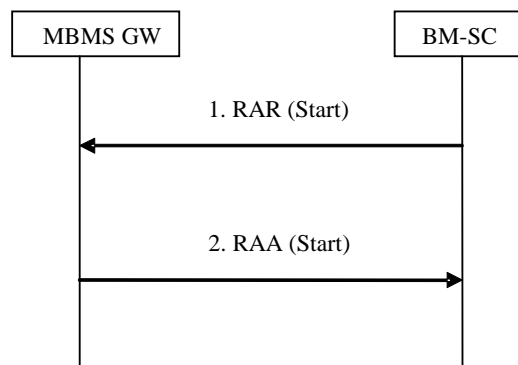 MBMS GW
BM-SC
1. RAR (Start)
2. RAA (Start)